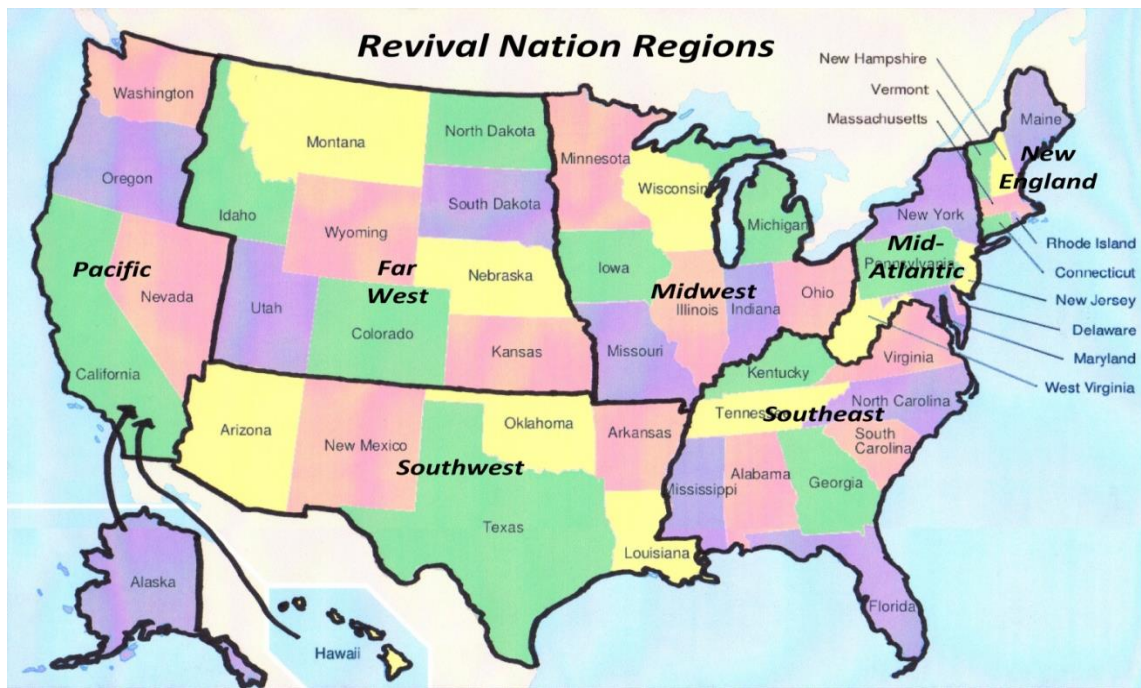 Revival Nation Regions
New Hampshire
Vermont
Massachusetts
Washington
Montana
North Dakota
Minnesota
Maine
New
England
Oregon
Idaho
Wyoming
South Dakota
Wisconsin
Michigan
New York
Rhode Island
Pacific
Nevada
Far
West
Nebraska
Iowa
Midwest
Mid-
Pennsylvania
Atlantic
Connecticut
Utah
Colorado
Illinois
Indiana
Ohio
New Jersey
Delaware
California
Kansas
Missouri
Kentucky
Virginia
Maryland
West Virginia
Arizona
New Mexico
Oklahoma
Arkansas
Tennessee
Southeast
North Carolina
South
Carolina
Southwest
Texas
Mississippi
Alabama
Georgia
Louisiana
Florida
Alaska
Hawaii